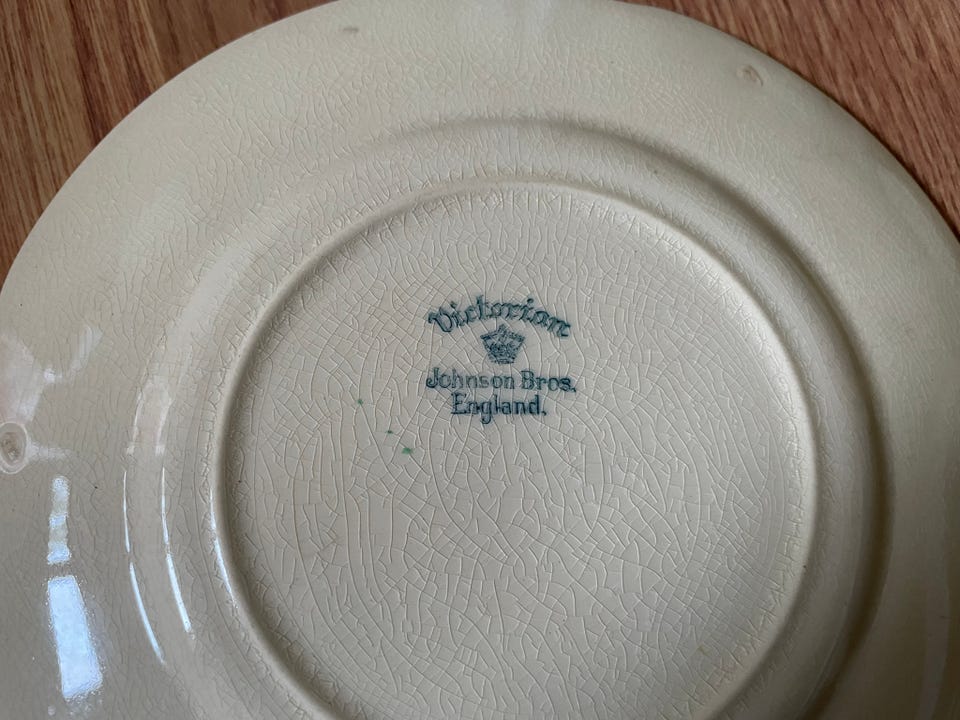 Victorian
Johnson Bros.
England.